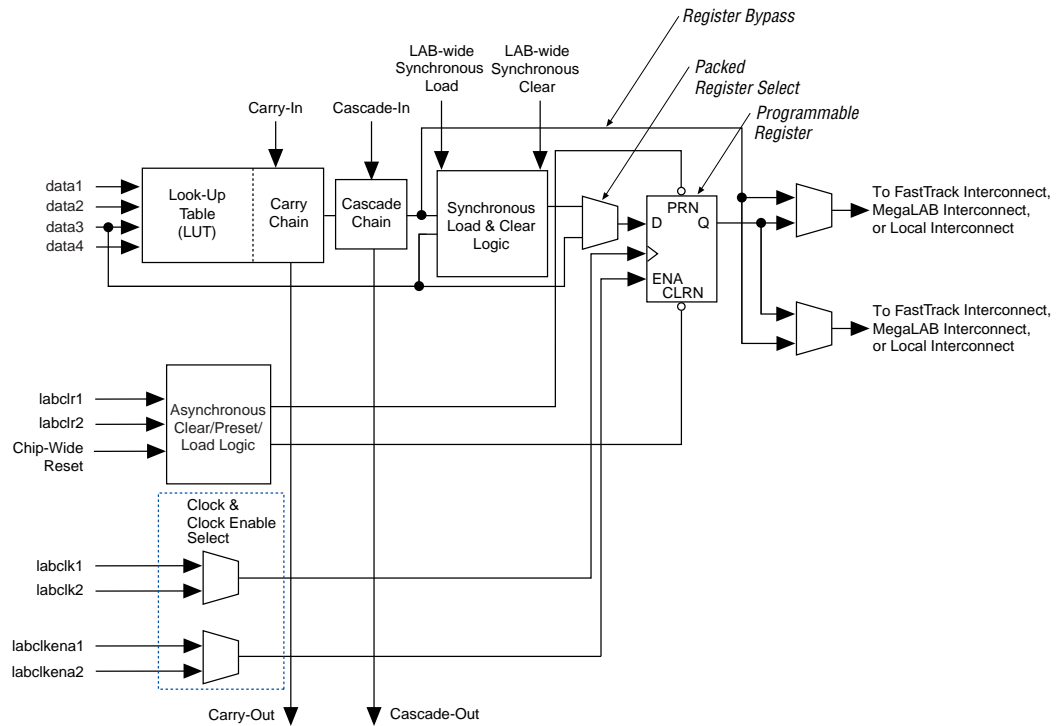 Register Bypass
LAB-wide
Synchronous
Load
LAB-wide
Synchronous
Clear
Packed
Register Select
Carry-In
Cascade-In
Programmable
Register
data1
data2
data3
data4
Look-Up
Table
(LUT)
Carry
Chain
Cascade
Chain
Synchronous
Load & Clear
Logic
PRN
D
Q
ENA
CLRN
To FastTrack Interconnect,
MegaLAB Interconnect,
or Local Interconnect
To FastTrack Interconnect,
MegaLAB Interconnect,
or Local Interconnect
labclr1
labclr2
Chip-Wide
Reset
Asynchronous
Clear/Preset/
Load Logic
Clock &
Clock Enable
Select
labclk1
labclk2
labclkena1
labclkena2
Carry-Out
Cascade-Out